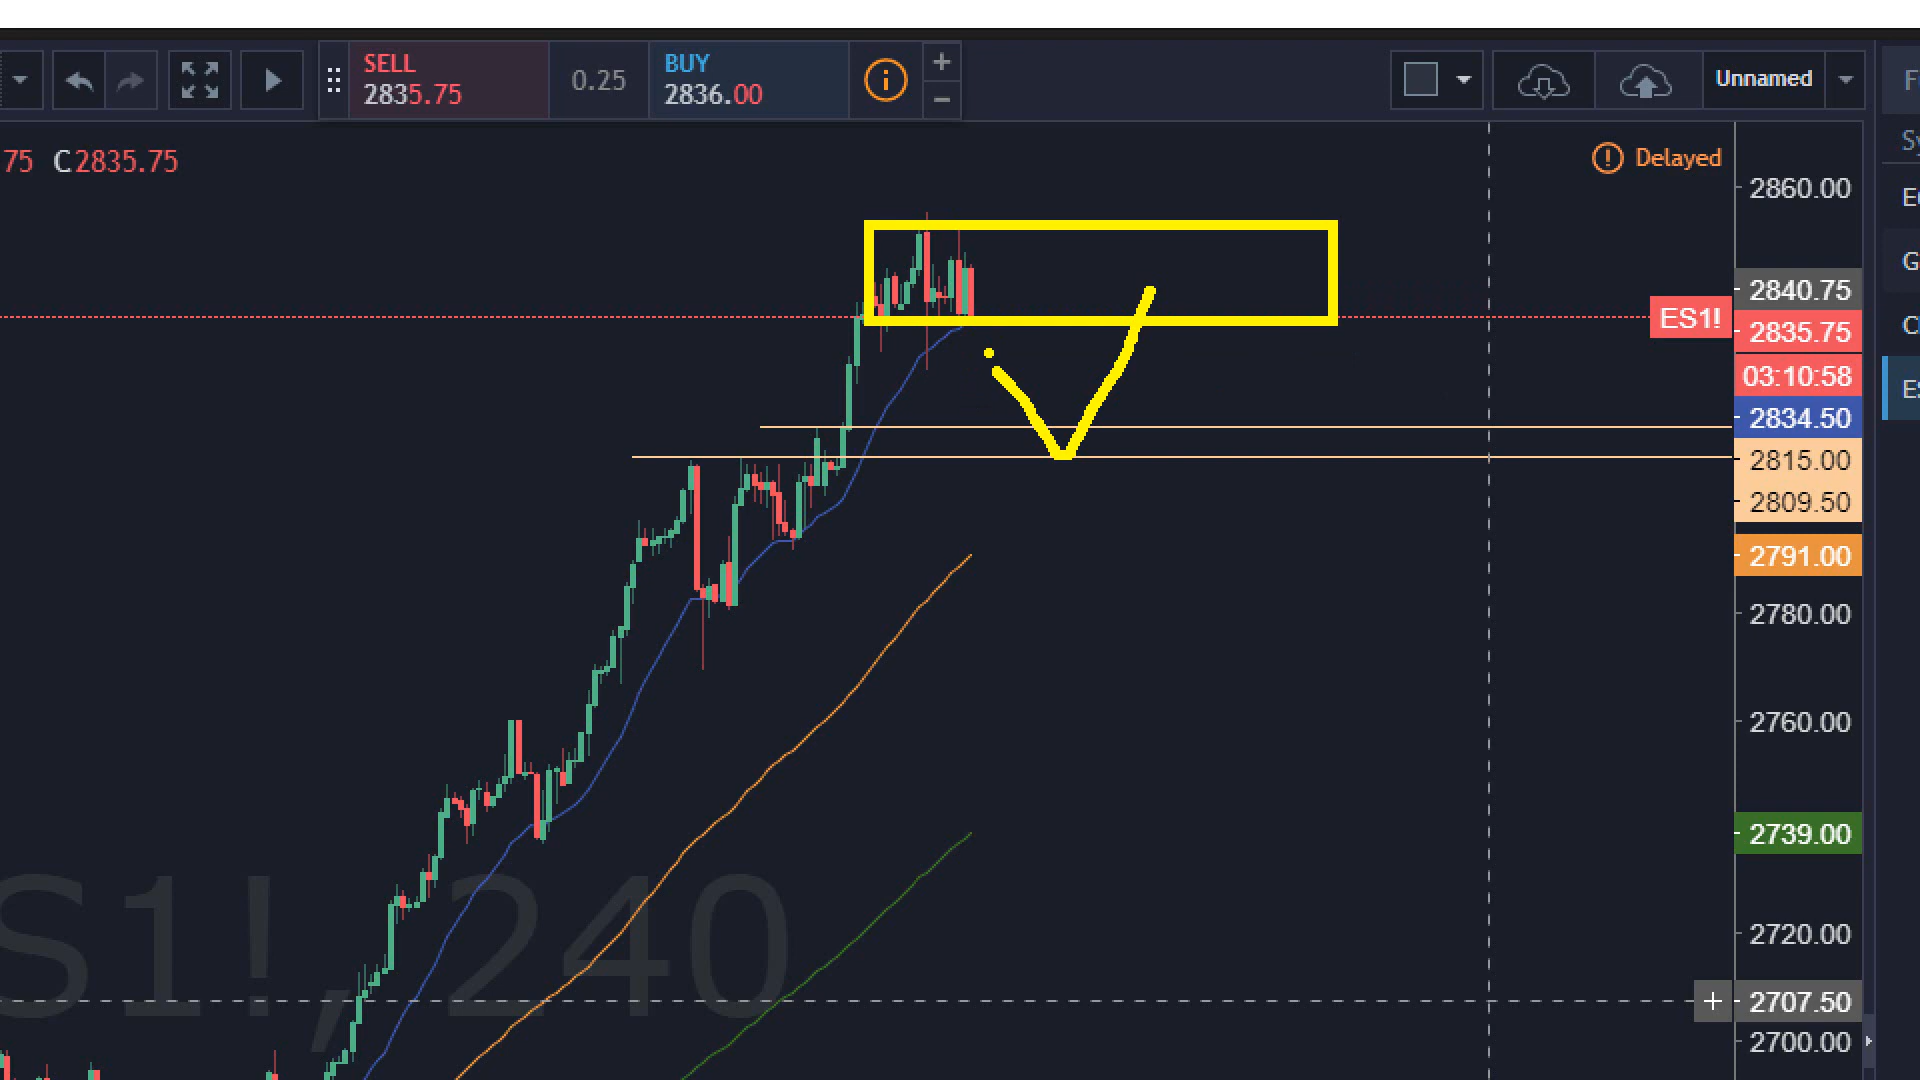 SELL
2835.75
0.25
BUY
2836.00
Unnamed
75 C2835.75
Delayed
2860.00
2840.75
ES1!
2835.75
03:10:58
2834.50
2815.00
2809.50
2791.00
2780.00
2760.00
2739.00
2720.00
2707.50
2700.00
S1!, 240